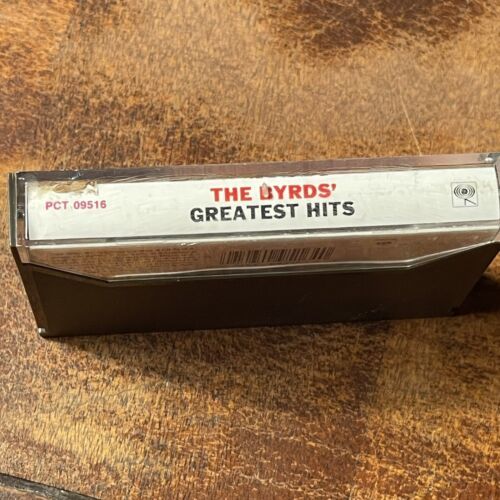 PCT 09516
THE BYRDS'
GREATEST HITS